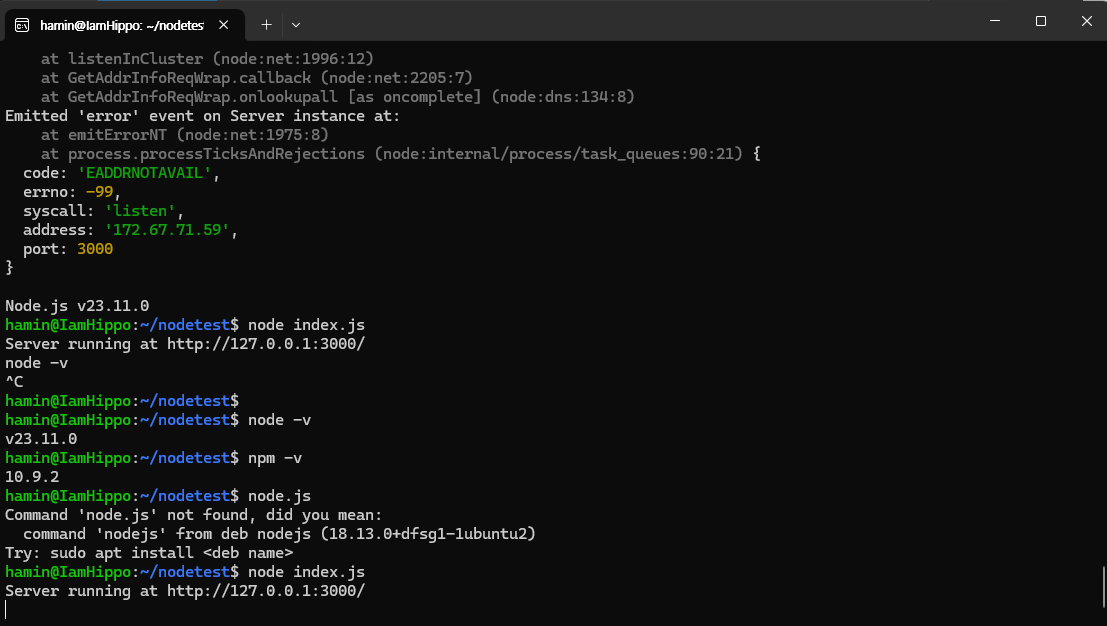 hamin@IamHippo: ~/nodetes
at listenInCluster (node:net:1996:12)
at GetAddrInfoReqWrap.callback (node:net:2205:7)
at GetAddrInfoReqWrap.onlookupall [as oncomplete] (node:dns:134:8)
Emitted 'error' event on Server instance at:
at emitErrorNT (node:net:1975:8)
at process.processTicksAndRejections (node:internal/process/task_queues:90:21) {
code: 'EADDRNOTAVAIL',
errno: -99,
syscall: 'listen',
address: '172.67.71.59',
port: 3000
}
Node.js v23.11.0
hamin@IamHippo:~/nodetest$ node index.js
Server running at http://127.0.0.1:3000/
node -v
^C
hamin@IamHippo:~/nodetest$
hamin@IamHippo:~/nodetest$ node -v
v23.11.0
hamin@IamHippo:~/nodetest$ npm -v
10.9.2
hamin@IamHippo:~/nodetest$ node.js
Command 'node.js' not found, did you mean:
command 'nodejs' from deb nodejs (18.13.0+dfsg1-1ubuntu2)
Try: sudo apt install <deb name>
hamin@IamHippo:~/nodetest$ node index.js
Server running at http://127.0.0.1:3000/